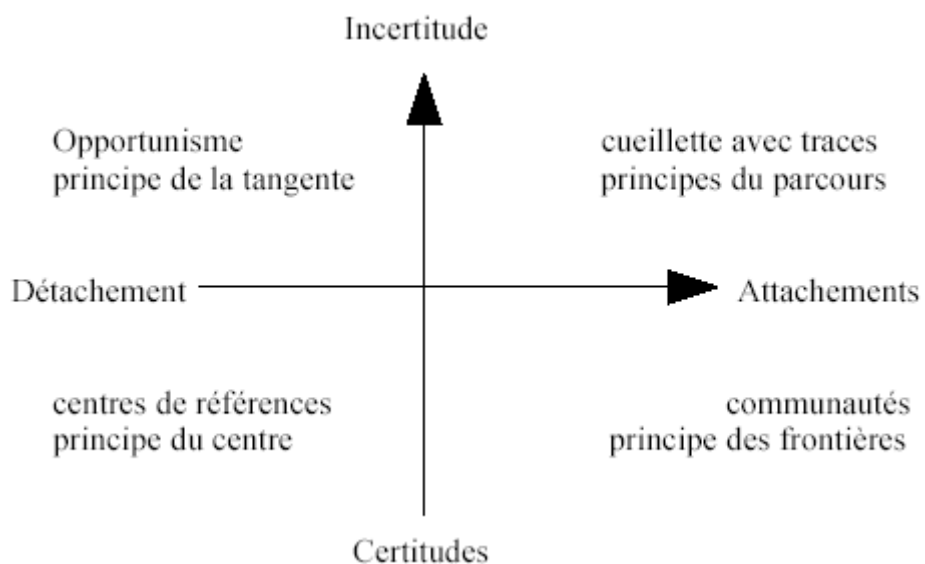 Incertitude
Opportunisme
principe de la tangente
cueillette avec traces
principes du parcours
Détachement
Attachements
centres de références
principe du centre
communautés
principe des frontières
Certitudes